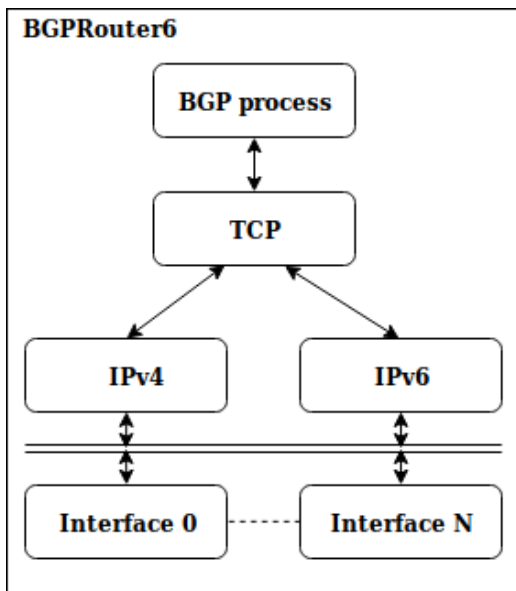 BGPRouter6
BGP process
TCP
IPv4
IPv6
Interface 0
Interface N